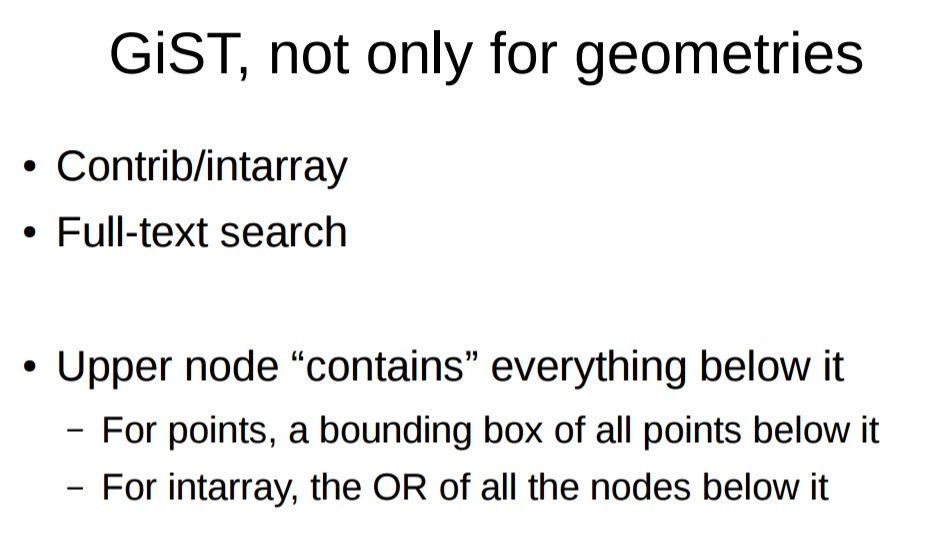 GiST, not only for geometries
• Contrib/intarray
• Full-text search
• Upper node “contains” everything below it
– For points, a bounding box of all points below it
– For intarray, the OR of all the nodes below it